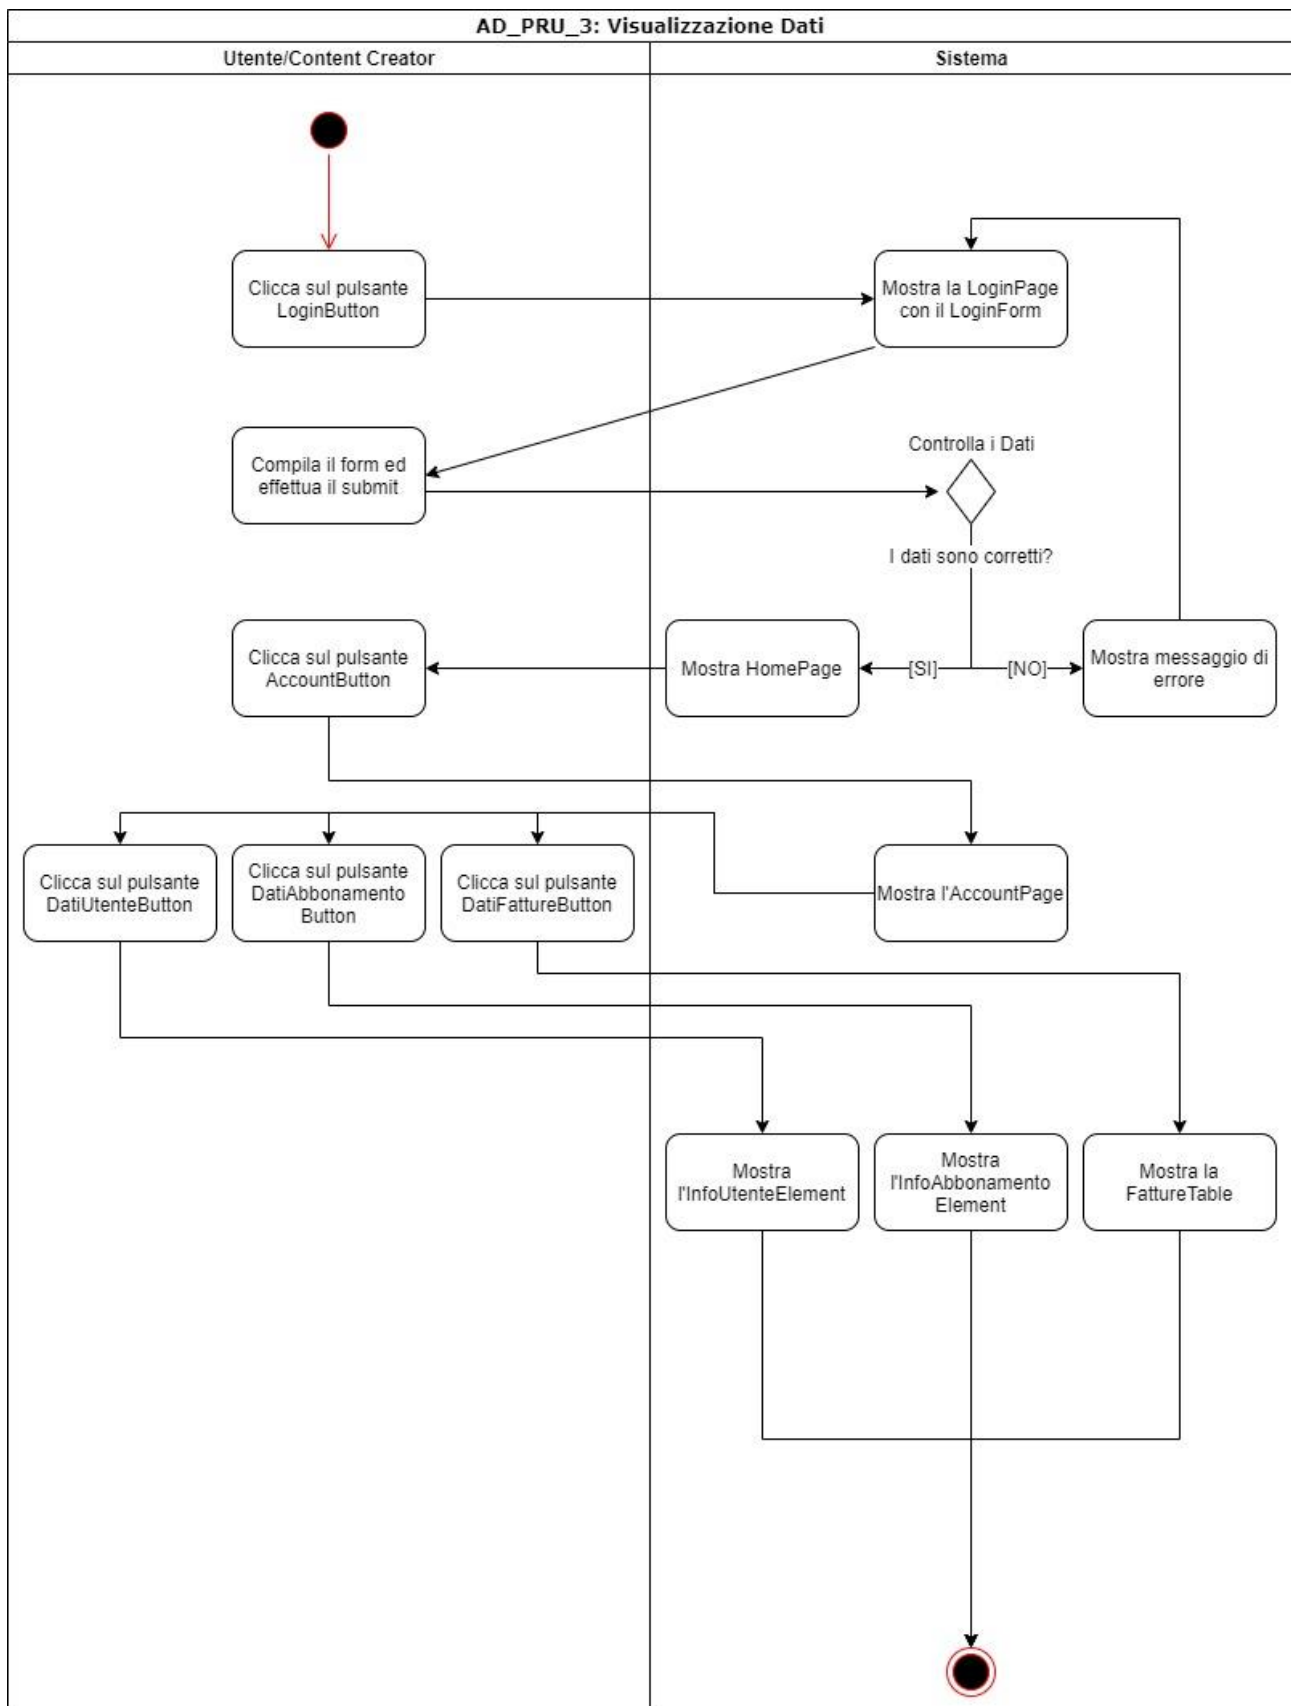 AD_PRU_3: Visualizzazione Dati
Utente/Content Creator
Sistema
Clicca sul pulsante
LoginButton
Mostra la LoginPage
con il LoginForm
Compila il form ed
effettua il submit
Controlla i Dati
I dati sono corretti?
Clicca sul pulsante
AccountButton
Mostra HomePage
[SI]
[NO]
Mostra messaggio di
errore
Clicca sul pulsante
DatiUtenteButton
Clicca sul pulsante
DatiAbbonamento
Button
Clicca sul pulsante
DatiFattureButton
Mostra l'AccountPage
Mostra
l'InfoUtenteElement
Mostra
l'InfoAbbonamento
Element
Mostra la
FattureTable